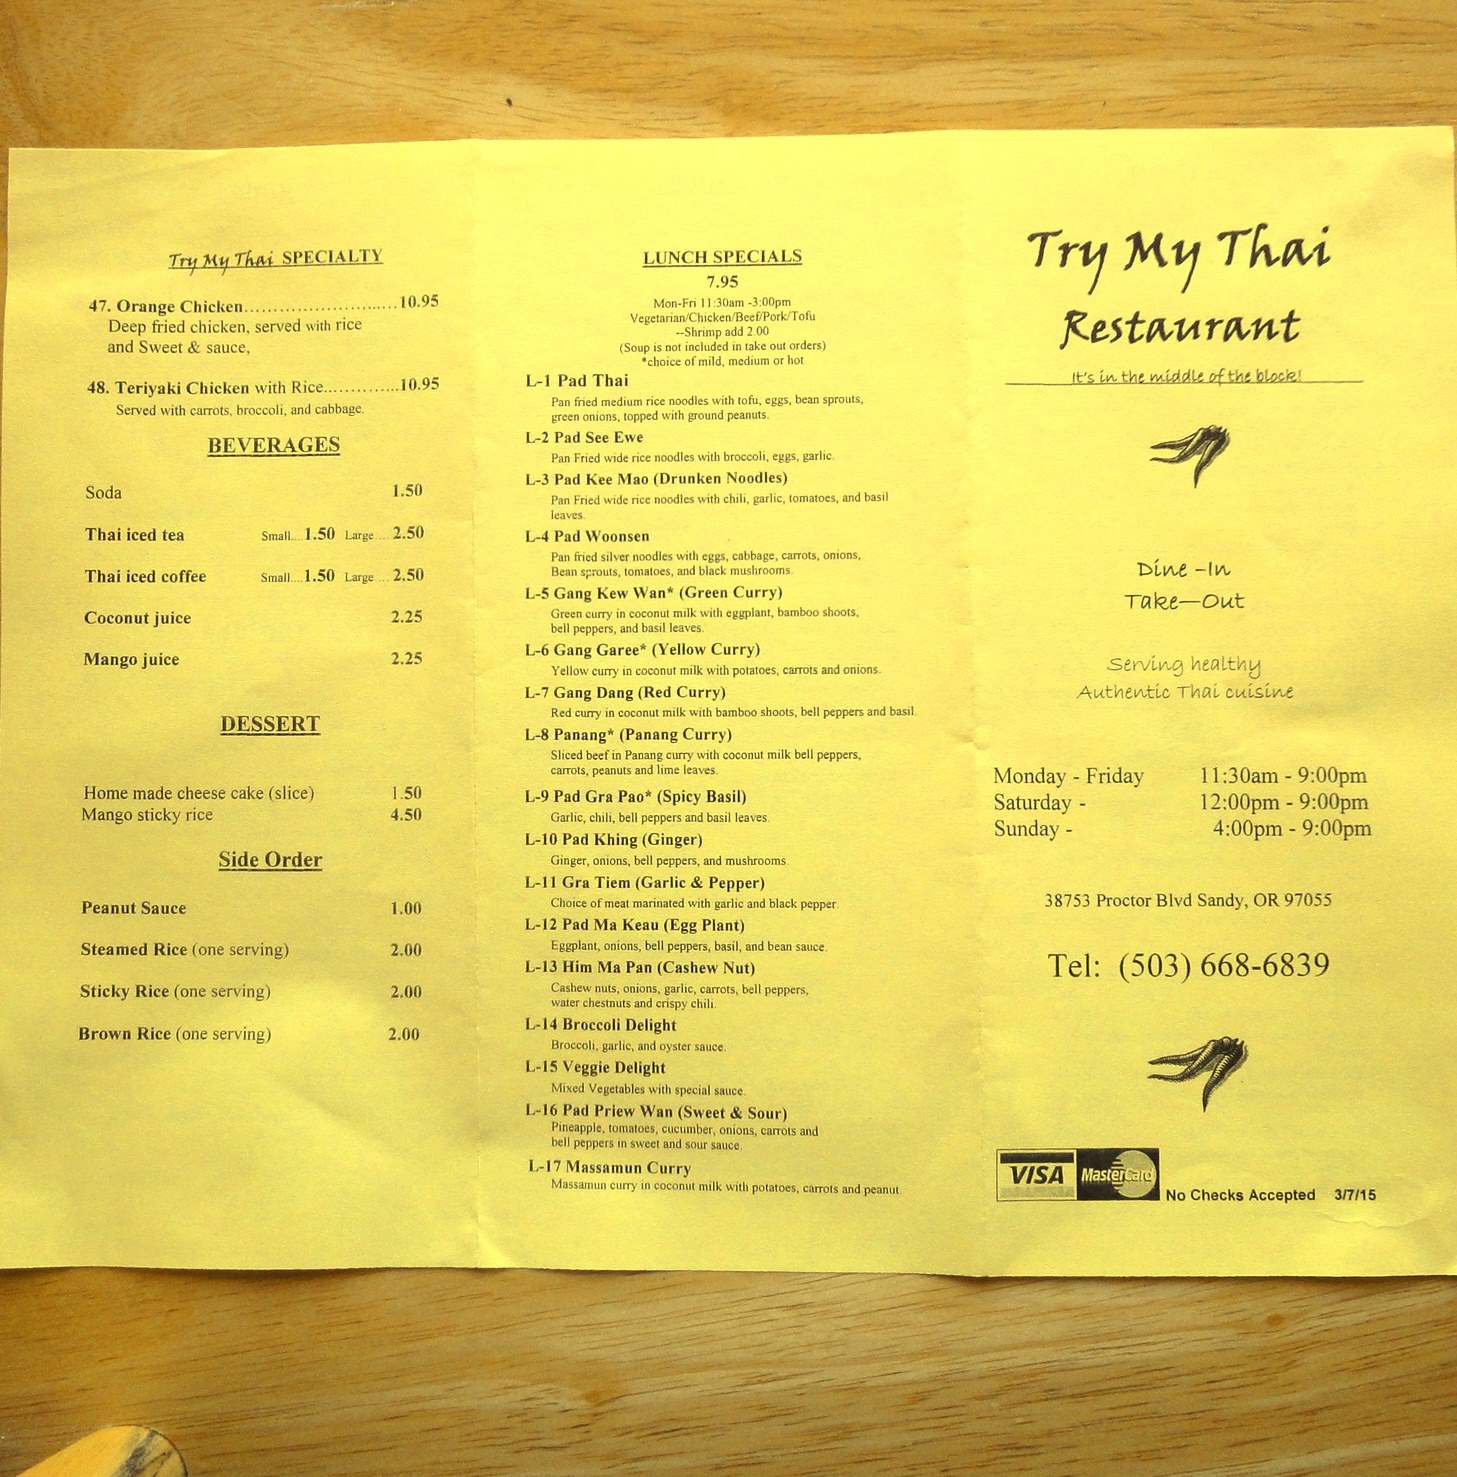 Try My Thai SPECIALTY
47. Orange Chicken..........................10.95
Deep fried chicken, served with rice
and Sweet & sauce,
48. Teriyaki Chicken with Rice.............10.95
Served with carrots, broccoli, and cabbage.
BEVERAGES
Soda 1.50
Thai iced tea Small....1.50 Large.... 2.50
Thai iced coffee Small....1.50 Large.... 2.50
Coconut juice 2.25
Mango juice 2.25
DESSERT
Home made cheese cake (slice) 1.50
Mango sticky rice 4.50
Side Order
Peanut Sauce 1.00
Steamed Rice (one serving) 2.00
Sticky Rice (one serving) 2.00
Brown Rice (one serving) 2.00
LUNCH SPECIALS
7.95
Mon-Fri 11:30am -3:00pm
Vegetarian/Chicken/Beef/Pork/Tofu
--Shrimp add 2.00
(Soup is not included in take out orders)
*choice of mild, medium or hot
L-1 Pad Thai
Pan fried medium rice noodles with tofu, eggs, bean sprouts,
green onions, topped with ground peanuts.
L-2 Pad See Ewe
Pan Fried wide rice noodles with broccoli, eggs, garlic.
L-3 Pad Kee Mao (Drunken Noodles)
Pan Fried wide rice noodles with chili, garlic, tomatoes, and basil
leaves.
L-4 Pad Woonsen
Pan fried silver noodles with eggs, cabbage, carrots, onions,
Bean sprouts, tomatoes, and black mushrooms.
L-5 Gang Kew Wan* (Green Curry)
Green curry in coconut milk with eggplant, bamboo shoots,
bell peppers, and basil leaves.
L-6 Gang Garee* (Yellow Curry)
Yellow curry in coconut milk with potatoes, carrots and onions.
L-7 Gang Dang (Red Curry)
Red curry in coconut milk with bamboo shoots, bell peppers and basil.
L-8 Panang* (Panang Curry)
Sliced beef in Panang curry with coconut milk bell peppers,
carrots, peanuts and lime leaves.
L-9 Pad Gra Pao* (Spicy Basil)
Garlic, chili, bell peppers and basil leaves.
L-10 Pad Khing (Ginger)
Ginger, onions, bell peppers, and mushrooms.
L-11 Gra Tiem (Garlic & Pepper)
Choice of meat marinated with garlic and black pepper.
L-12 Pad Ma Keau (Egg Plant)
Eggplant, onions, bell peppers, basil, and bean sauce.
L-13 Him Ma Pan (Cashew Nut)
Cashew nuts, onions, garlic, carrots, bell peppers,
water chestnuts and crispy chili.
L-14 Broccoli Delight
Broccoli, garlic, and oyster sauce.
L-15 Veggie Delight
Mixed Vegetables with special sauce.
L-16 Pad Priew Wan (Sweet & Sour)
Pineapple, tomatoes, cucumber, onions, carrots and
bell peppers in sweet and sour sauce.
L-17 Massamun Curry
Massamun curry in coconut milk with potatoes, carrots and peanut.
Try My Thai
Restaurant
It's in the middle of the block!
Dine –In
Take—Out
Serving healthy
Authentic Thai cuisine
Monday - Friday 11:30am - 9:00pm
Saturday - 12:00pm - 9:00pm
Sunday - 4:00pm - 9:00pm
38753 Proctor Blvd Sandy, OR 97055
Tel: (503) 668-6839
VISA MasterCard No Checks Accepted 3/7/15